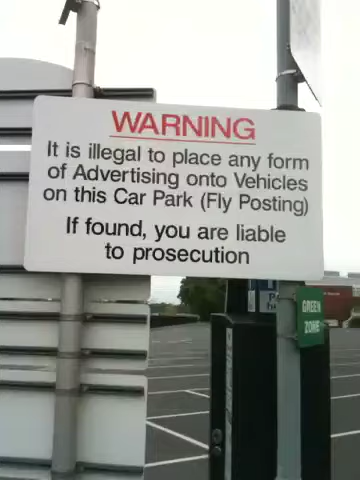 WARNING
It is illegal to place any form
of Advertising onto Vehicles
on this Car Park (Fly Posting)
If found, you are liable
to prosecution
GREEN
ZONE